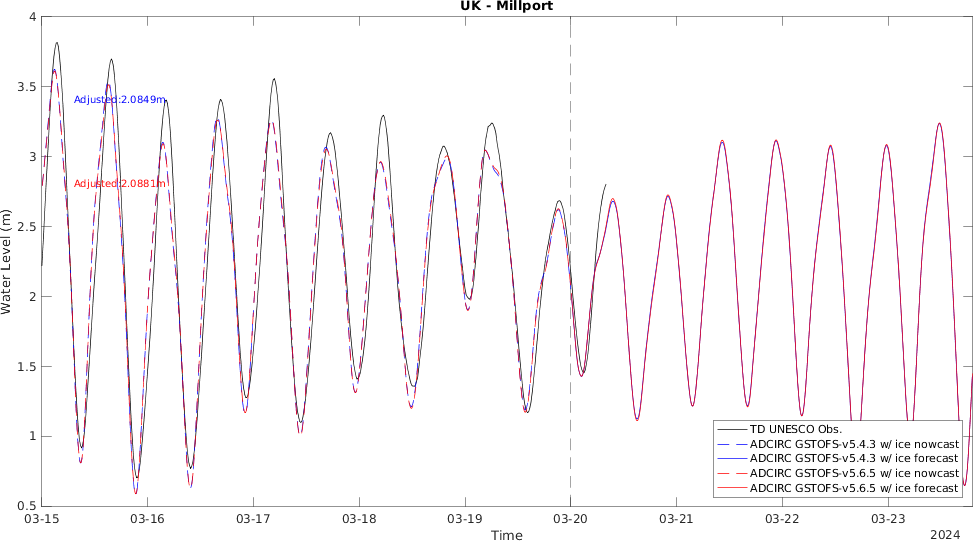 UK - Millport
4
3.5
3
2.5
2
1.5
1
0.5
Water Level (m)
Adjusted:2.0849m
Adjusted:2.0881m
TD UNESCO Obs.
ADCIRC GSTOFS-v5.4.3 w/ ice nowcast
ADCIRC GSTOFS-v5.4.3 w/ ice forecast
ADCIRC GSTOFS-v5.6.5 w/ ice nowcast
ADCIRC GSTOFS-v5.6.5 w/ ice forecast
03-15 03-16 03-17 03-18 03-19 03-20 03-21 03-22 03-23
Time
2024